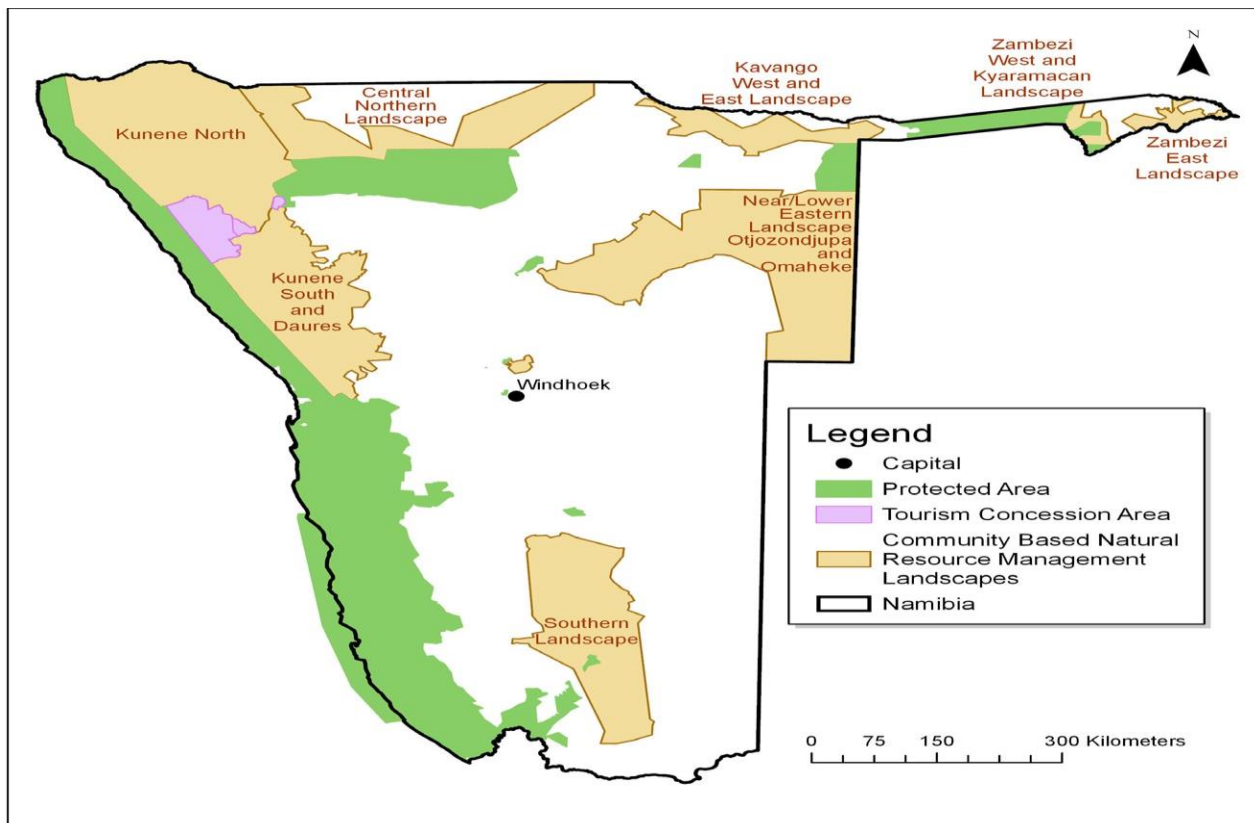 N
Zambezi
West and
Kyaramacan
Landscape
Kavango
West and
East Landscape
Central
Northern
Landscape
Kunene North
Zambezi
East
Landscape
Near/Lower
Eastern
Landscape
Otjozondjupa
and
Omaheke
Kunene
South
and
Daures
Windhoek
Southern
Landscape
Legend
Capital
Protected Area
Tourism Concession Area
Community Based Natural
Resource Management
Landscapes
Namibia
0 75 150 300 Kilometers